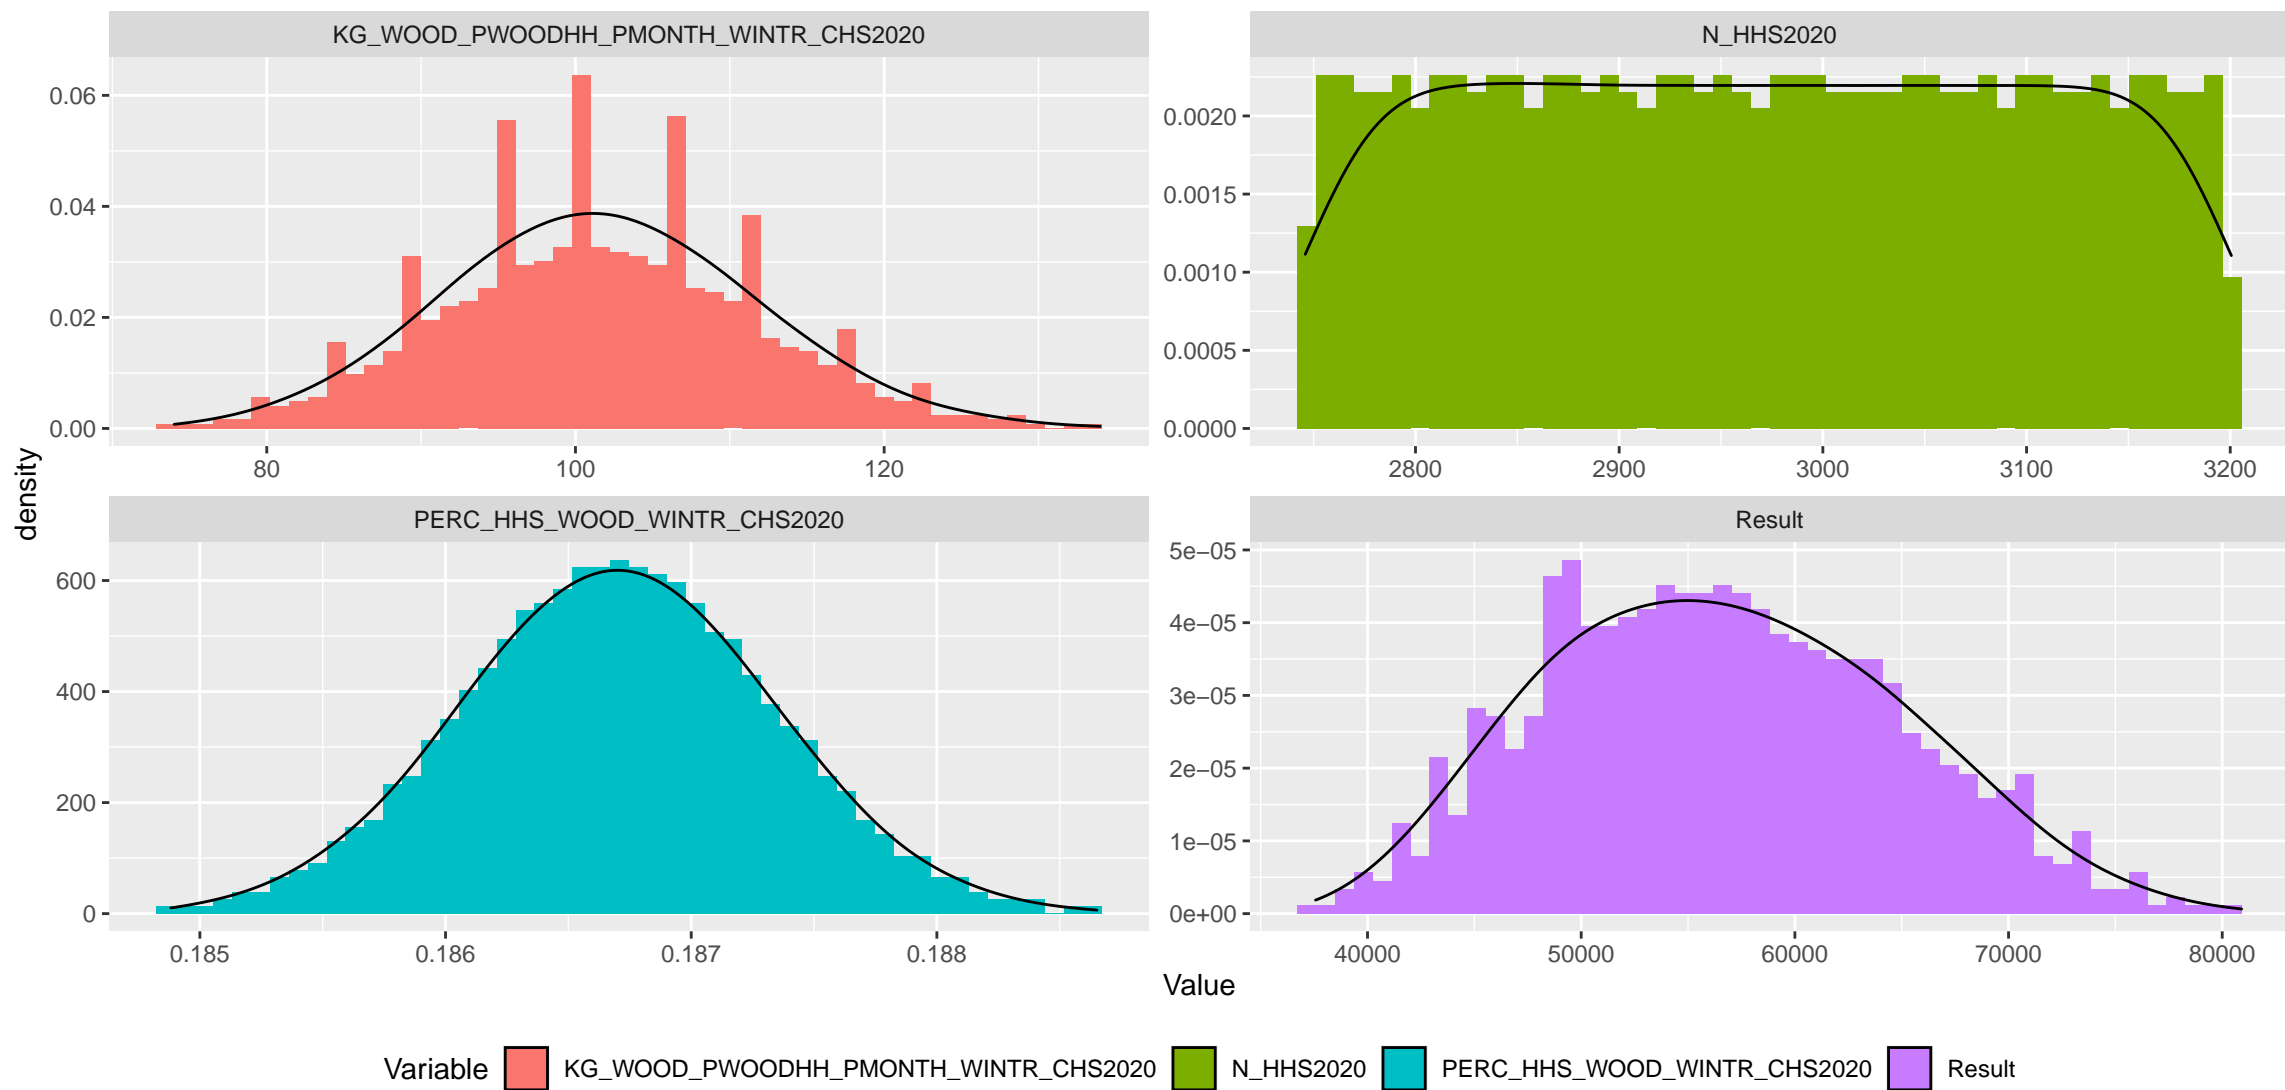 KG_WOOD_PWOODHH_PMONTH_WINTR_CHS2020
N_HHS2020
0.06
0.04
0.02
0.00
80
100
120
0.0020
0.0015
0.0010
0.0005
0.0000
2800
2900
3000
3100
3200
density
PERC_HHS_WOOD_WINTR_CHS2020
Result
600
400
200
0
0.185
0.186
0.187
0.188
5e−05
4e−05
3e−05
2e−05
1e−05
0e+00
40000
50000
60000
70000
80000
Value
Variable
KG_WOOD_PWOODHH_PMONTH_WINTR_CHS2020
N_HHS2020
PERC_HHS_WOOD_WINTR_CHS2020
Result